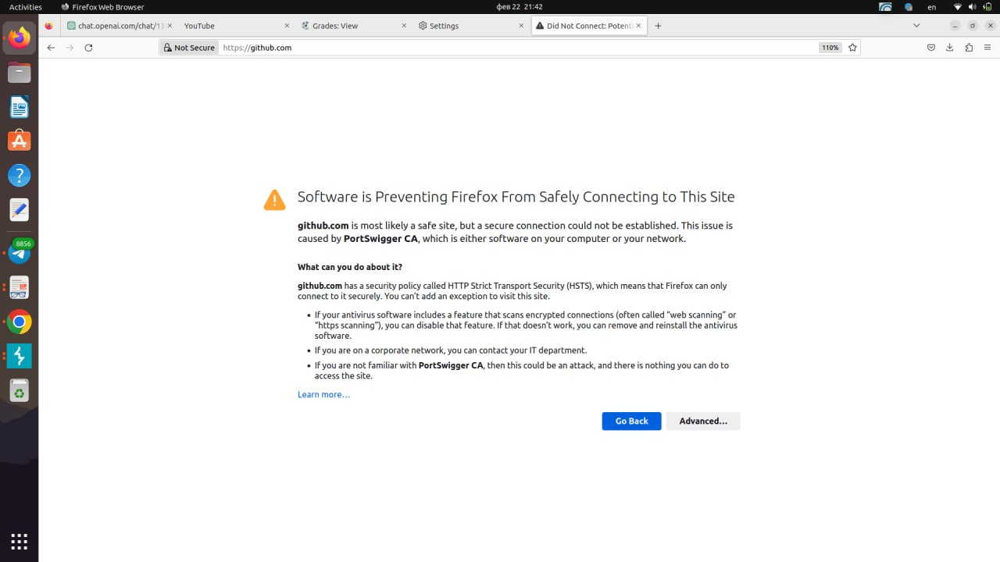 Activities Firefox Web Browser фев 22 21:42 en
chat.openai.com/chat/13 YouTube Grades: View Settings Did Not Connect: Potent
Not Secure https://github.com 110%
Software is Preventing Firefox From Safely Connecting to This Site
github.com is most likely a safe site, but a secure connection could not be established. This issue is
caused by PortSwigger CA, which is either software on your computer or your network.
What can you do about it?
github.com has a security policy called HTTP Strict Transport Security (HSTS), which means that Firefox can only
connect to it securely. You can’t add an exception to visit this site.
• If your antivirus software includes a feature that scans encrypted connections (often called “web scanning” or
“https scanning”), you can disable that feature. If that doesn’t work, you can remove and reinstall the antivirus
software.
• If you are on a corporate network, you can contact your IT department.
• If you are not familiar with PortSwigger CA, then this could be an attack, and there is nothing you can do to
access the site.
Learn more…
Go Back Advanced…
8856